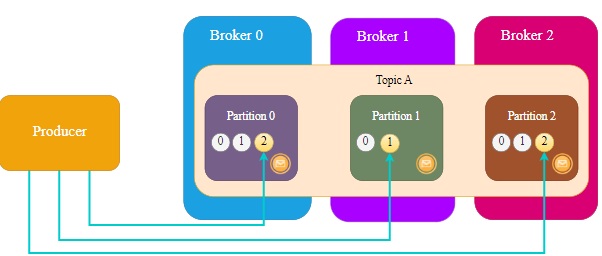 Broker 0
Broker 1
Broker 2
Topic A
Producer
Partition 0
Partition 1
Partition 2
0 1 2
0 1
0 1 2